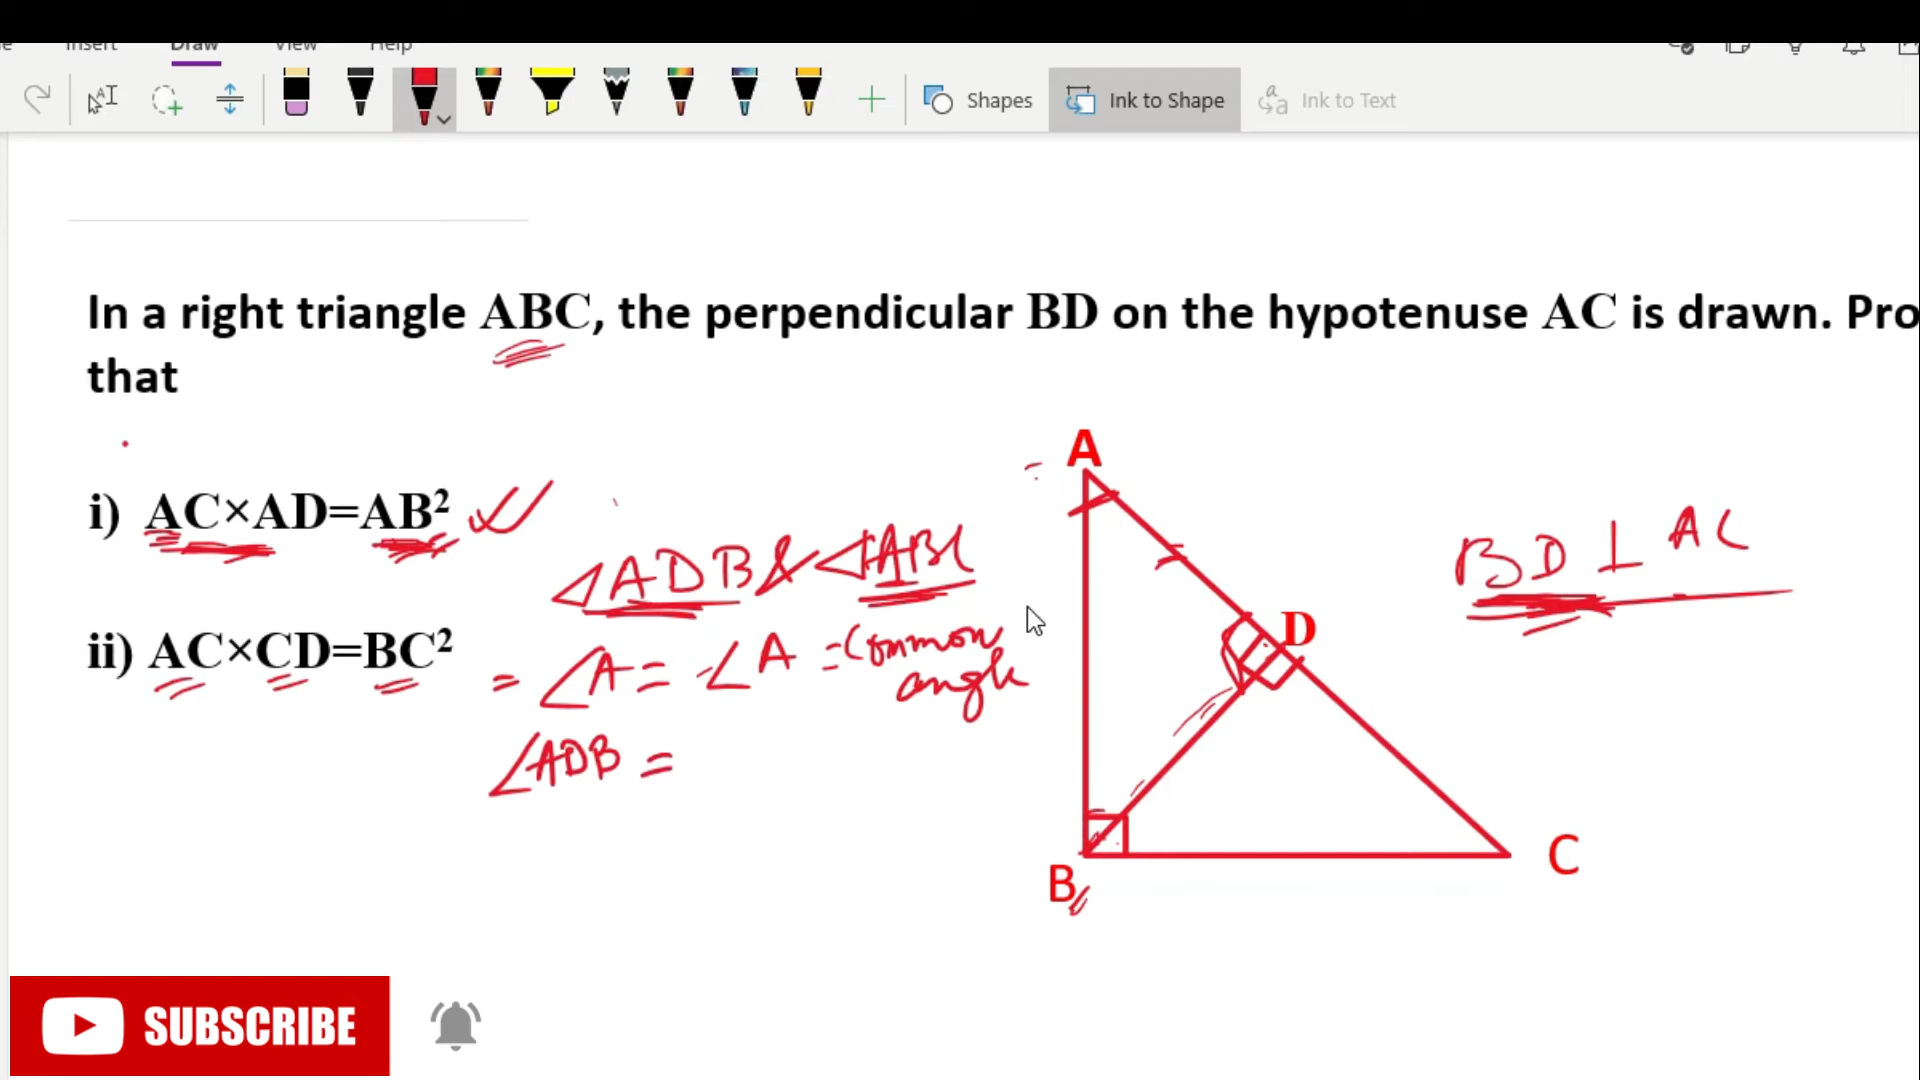 Insert Draw View Help
Shapes Ink to Shape Ink to Text
In a right triangle ABC, the perpendicular BD on the hypotenuse AC is drawn. Pro
that
i) AC×AD=AB²
△ADB & △ABC
ii) AC×CD=BC²
= ∠A = ∠A = Common
angle
∠ADB =
A
D
B
C
BD ⊥ AC
SUBSCRIBE